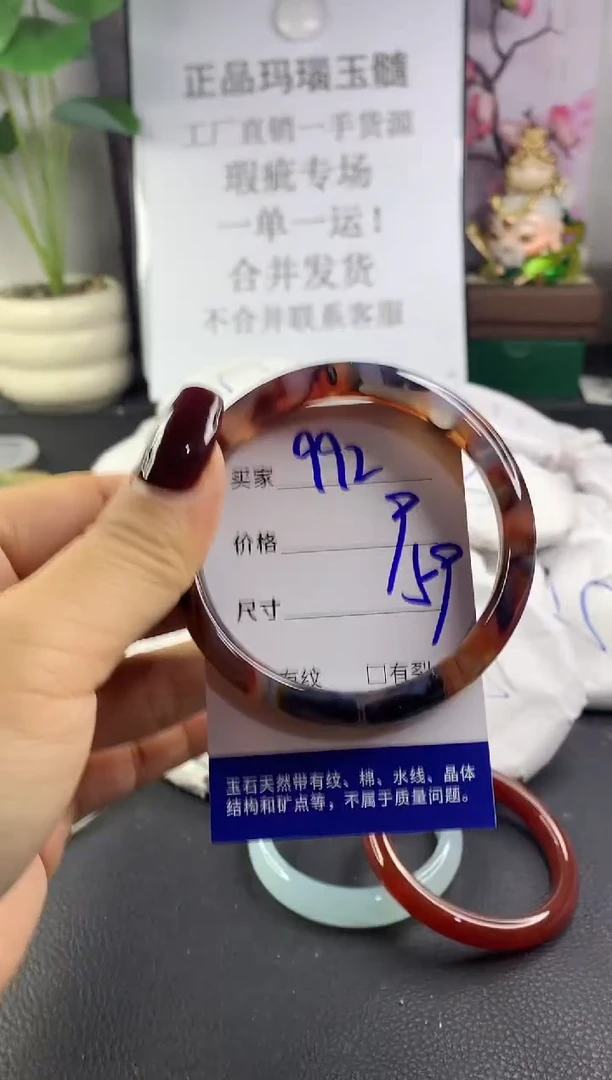 正品玛瑙玉髓
工厂直销一手货源
瑕疵专场
一单一运！
合并发货
不合并联系客服
买家 992
价格 9
尺寸 59
有纹 □有裂
玉石天然带有纹、棉、水线、晶体
结构和矿点等，不属于质量问题。